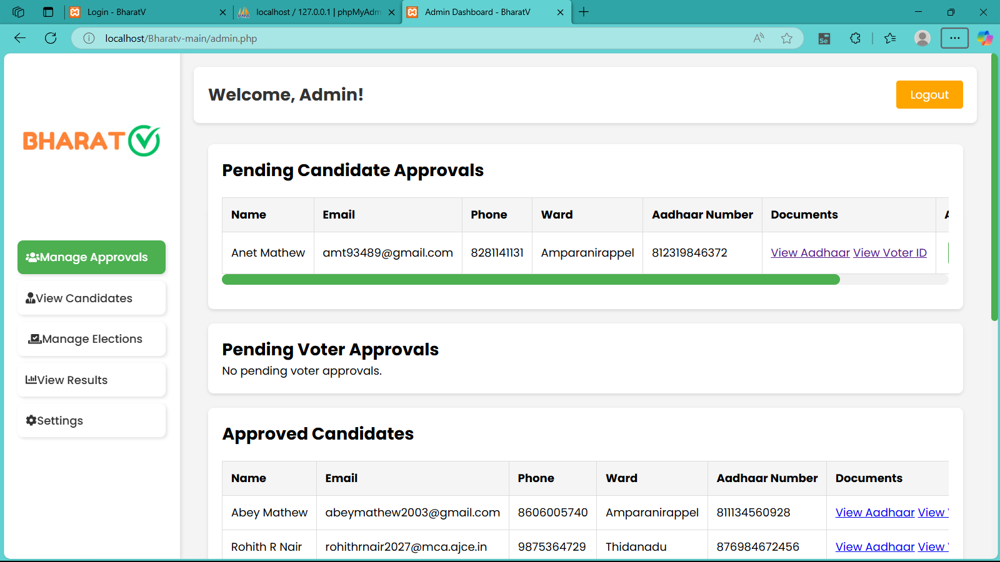 Login - BharatV
localhost / 127.0.0.1 | phpMyAdm
Admin Dashboard - BharatV
localhost/Bharatv-main/admin.php
BHARAT V
Welcome, Admin!
Logout
Manage Approvals
View Candidates
Manage Elections
View Results
Settings
Pending Candidate Approvals
Name Email Phone Ward Aadhaar Number Documents A
Anet Mathew amt93489@gmail.com 8281141131 Amparanirappel 812319846372 View Aadhaar View Voter ID
Pending Voter Approvals
No pending voter approvals.
Approved Candidates
Name Email Phone Ward Aadhaar Number Documents
Abey Mathew abeymathew2003@gmail.com 8606005740 Amparanirappel 811134560928 View Aadhaar View
Rohith R Nair rohithrnair2027@mca.ajce.in 9875364729 Thidanadu 876984672456 View Aadhaar View